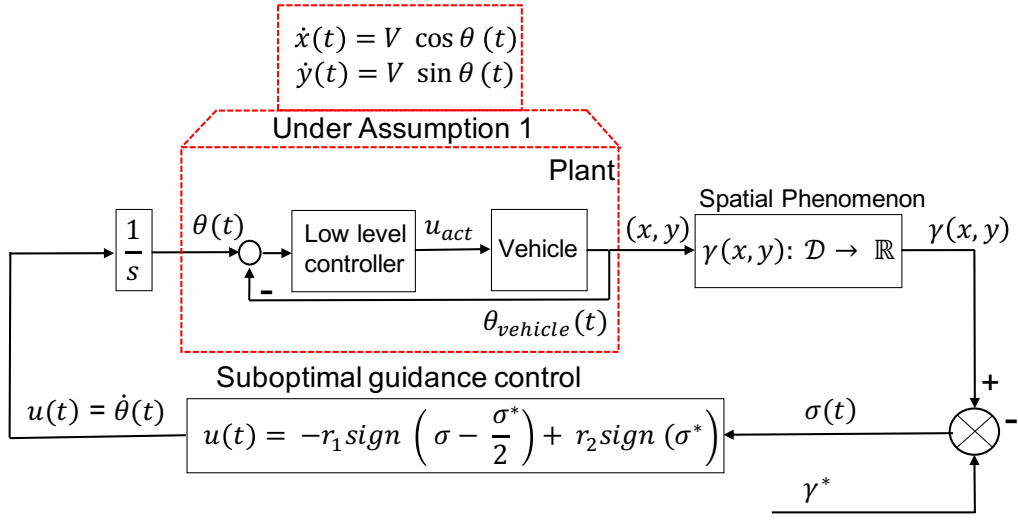 ẋ(t) = V cos θ (t)
ẏ(t) = V sin θ (t)
Under Assumption 1
Plant
Spatial Phenomenon
1/s
θ(t)
-
Low level
controller
u_act
Vehicle
(x, y)
γ(x, y): 𝒟 → ℝ
γ(x, y)
θ_vehicle(t)
Suboptimal guidance control
u(t) = θ̇(t)
u(t) = −r₁sign ( σ − σ*/2 ) + r₂sign (σ*)
σ(t)
+
-
γ*